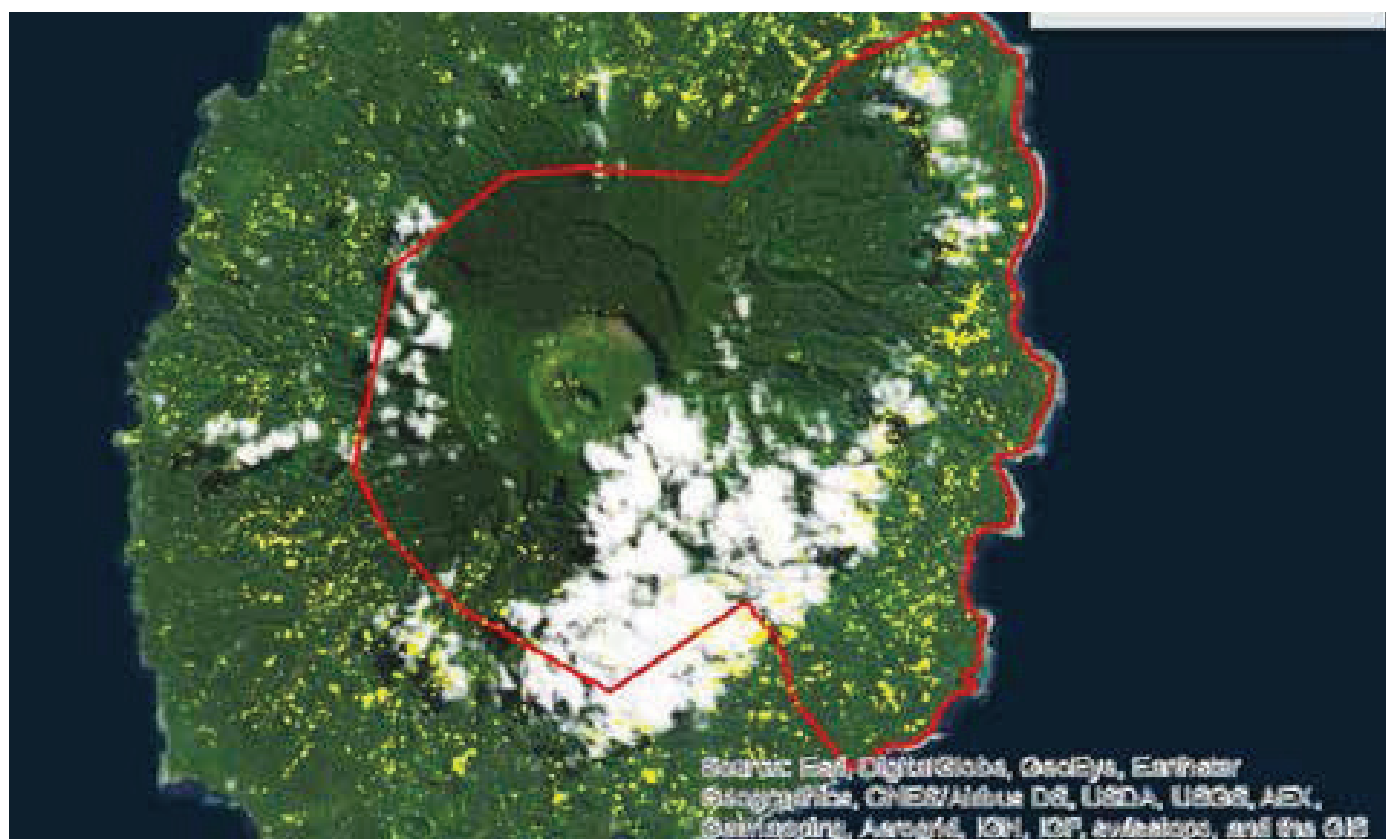 Source: Esri, DigitalGlobe, GeoEye, Earthstar
Geographics, CNES/Airbus DS, USDA, USGS, AEX,
Getmapping, Aerogrid, IGN, IGP, swisstopo, and the GIS